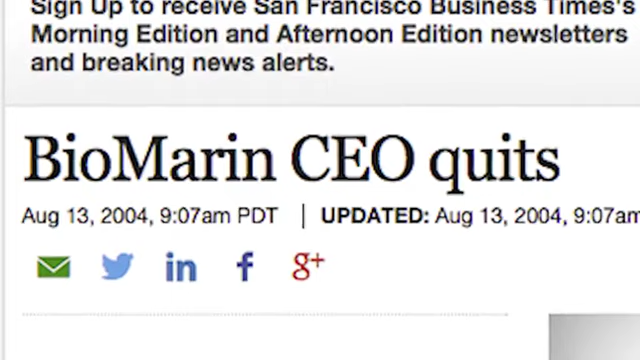 Sign Up to receive San Francisco Business Times's
Morning Edition and Afternoon Edition newsletters
and breaking news alerts.
BioMarin CEO quits
Aug 13, 2004, 9:07am PDT | UPDATED: Aug 13, 2004, 9:07am
in f g+